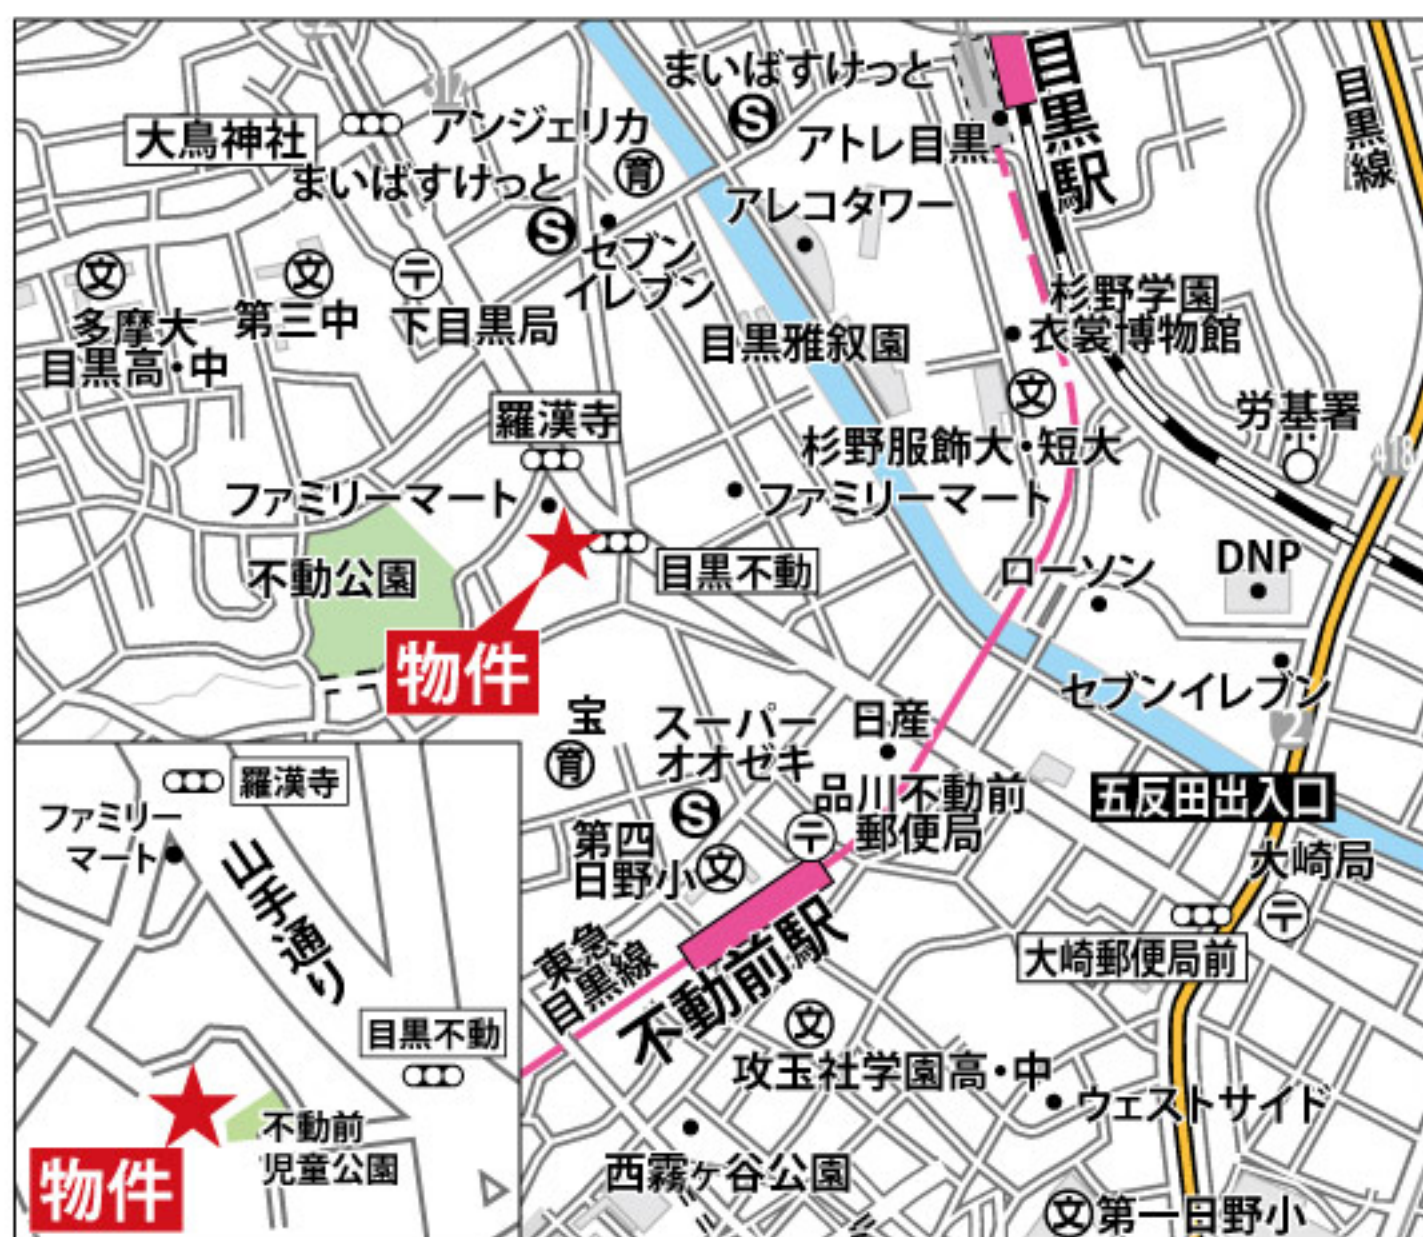 まいばすけっと
目黒駅
目黒線
大鳥神社
アンジェリカ
育
S
アトレ目黒
まいばすけっと
S
アレコタワー
セブン
イレブン
文
文
〒
多摩大
目黒高・中
第三中
下目黒局
目黒雅叙園
杉野学園
衣裳博物館
文
羅漢寺
杉野服飾大・短大
労基署
418
ファミリーマート
ファミリーマート
目黒不動
不動公園
ローソン
DNP
物件
セブンイレブン
2
宝
育
スーパー
オオゼキ
S
日産
品川不動前
郵便局
〒
五反田出入口
第四
日野小
文
大崎局
〒
大崎郵便局前
東急
目黒線
不動前駅
文
攻玉社学園高・中
ウェストサイド
西霧ヶ谷公園
文
第一日野小
羅漢寺
ファミリー
マート
山手通り
目黒不動
不動前
児童公園
物件